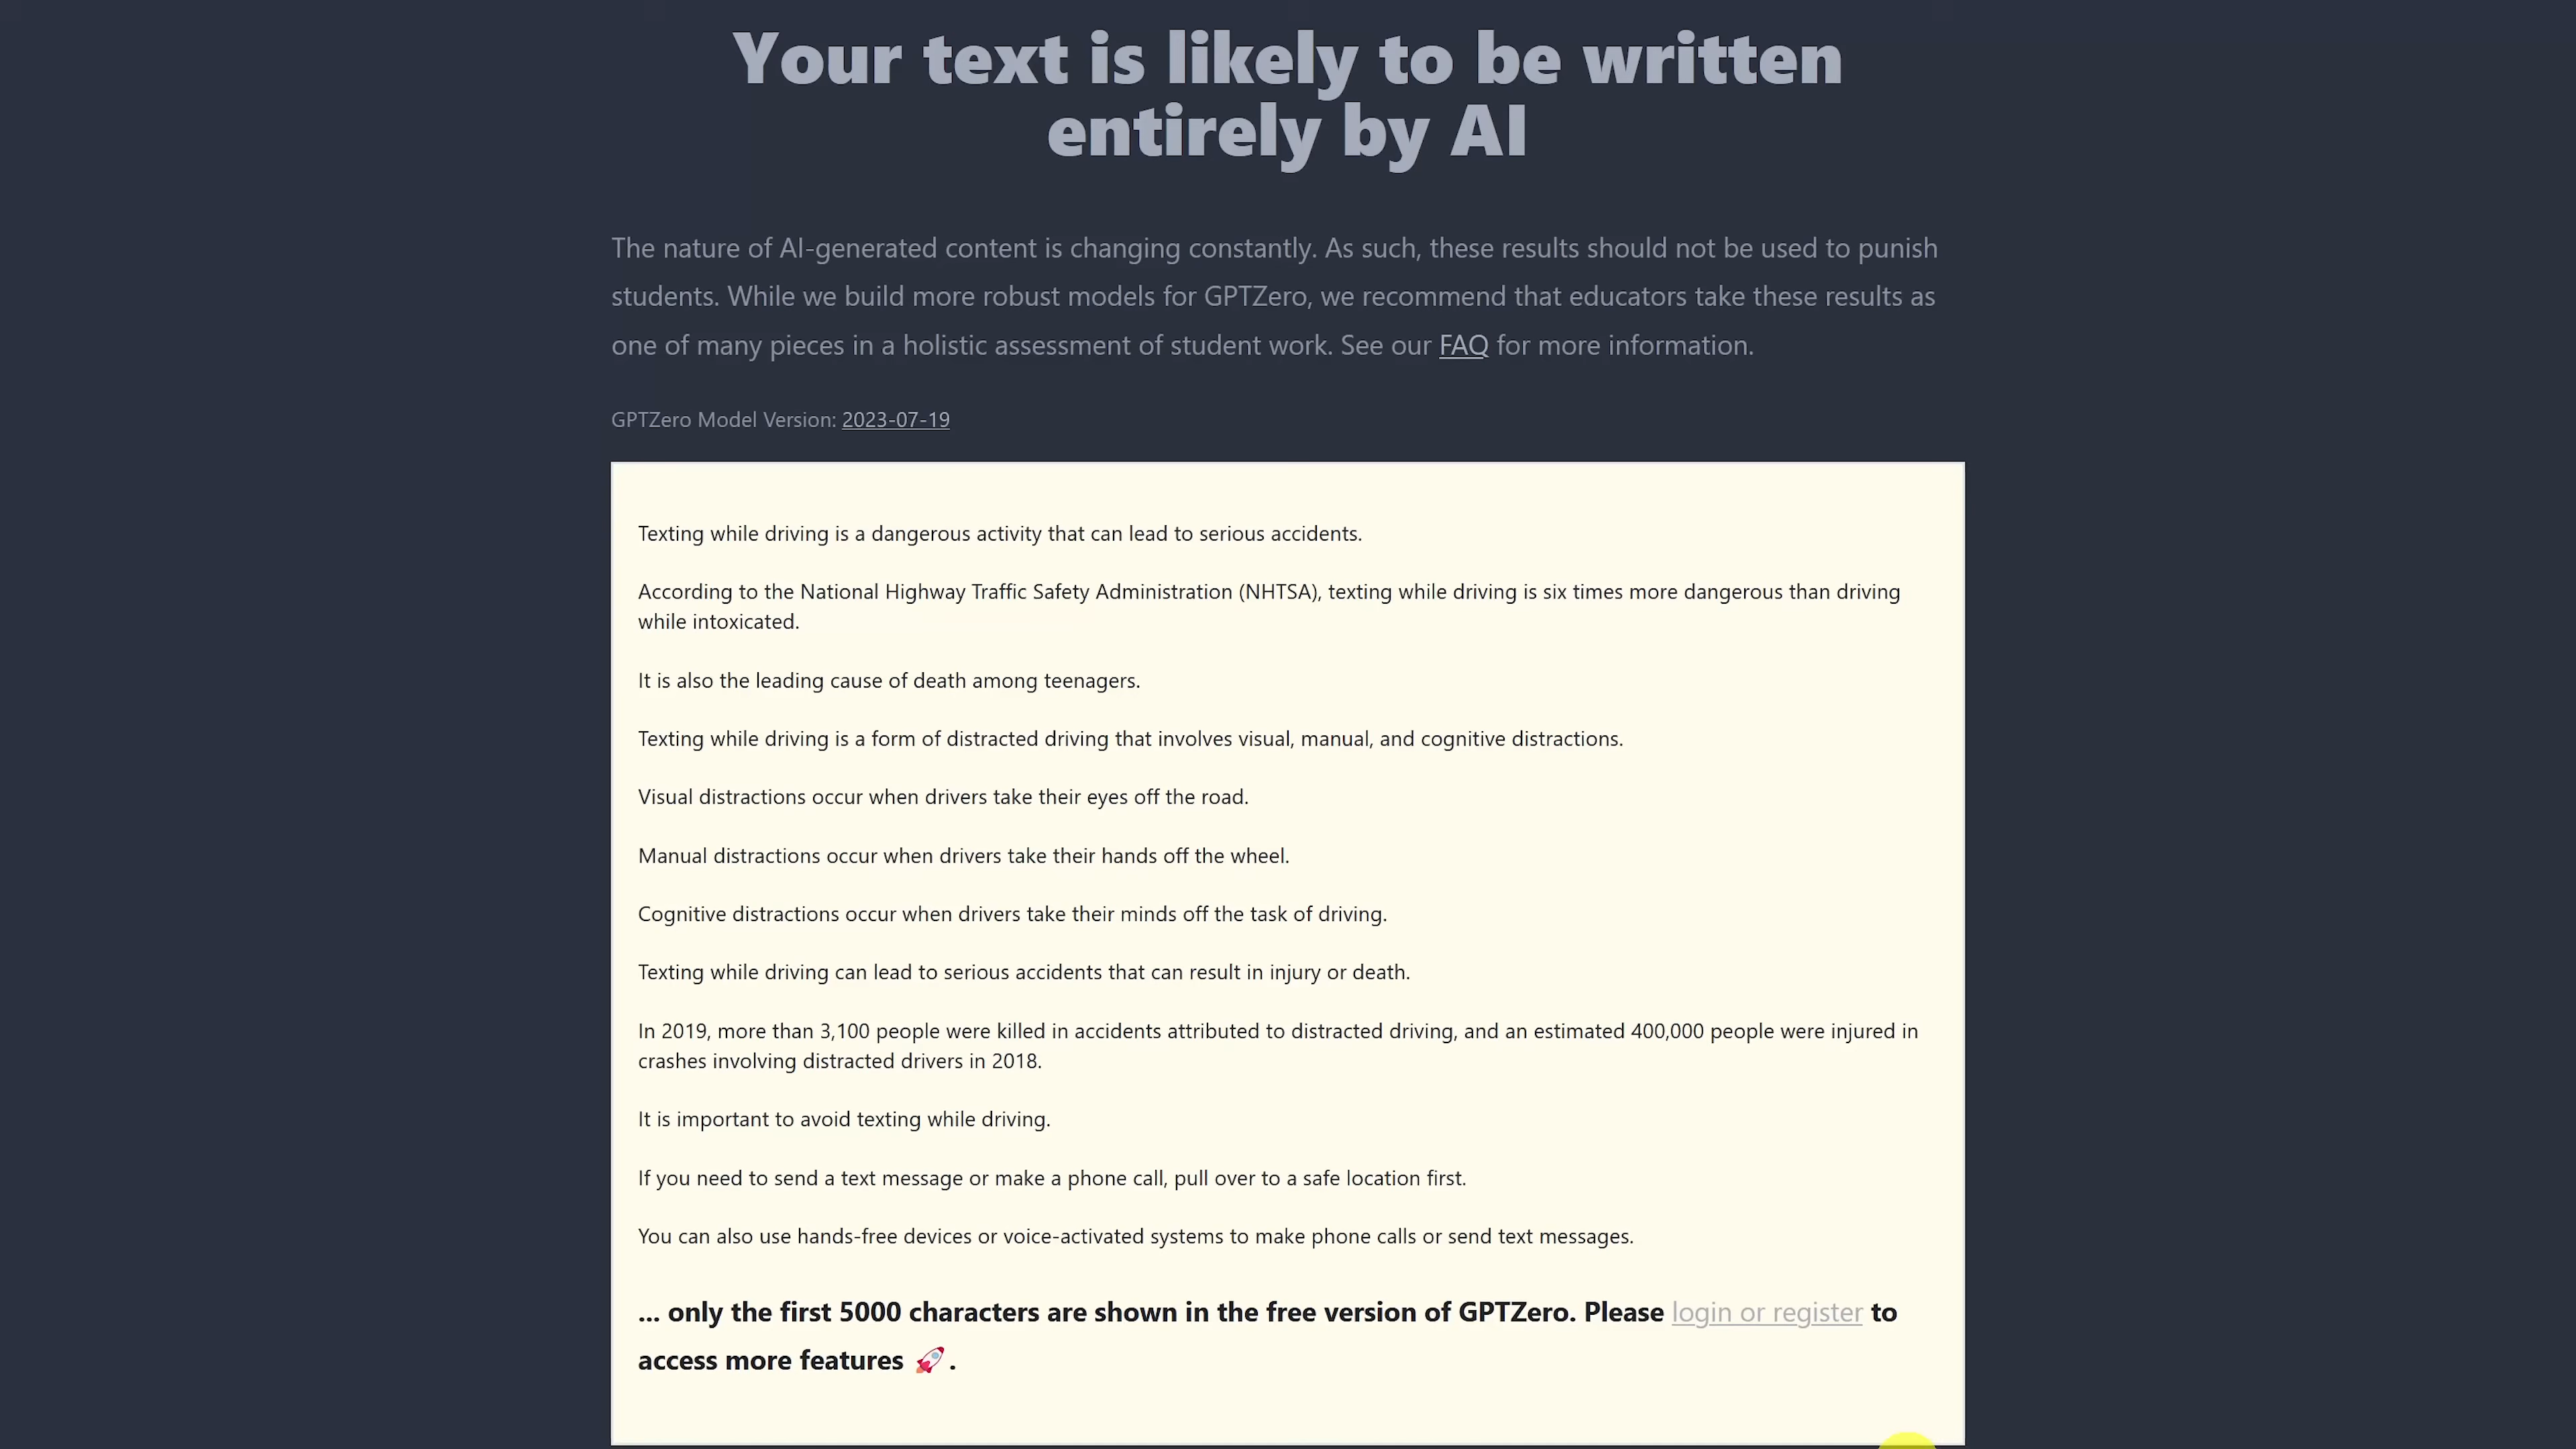 Your text is likely to be written
entirely by AI
The nature of AI-generated content is changing constantly. As such, these results should not be used to punish
students. While we build more robust models for GPTZero, we recommend that educators take these results as
one of many pieces in a holistic assessment of student work. See our FAQ for more information.
GPTZero Model Version: 2023-07-19
Texting while driving is a dangerous activity that can lead to serious accidents.
According to the National Highway Traffic Safety Administration (NHTSA), texting while driving is six times more dangerous than driving
while intoxicated.
It is also the leading cause of death among teenagers.
Texting while driving is a form of distracted driving that involves visual, manual, and cognitive distractions.
Visual distractions occur when drivers take their eyes off the road.
Manual distractions occur when drivers take their hands off the wheel.
Cognitive distractions occur when drivers take their minds off the task of driving.
Texting while driving can lead to serious accidents that can result in injury or death.
In 2019, more than 3,100 people were killed in accidents attributed to distracted driving, and an estimated 400,000 people were injured in
crashes involving distracted drivers in 2018.
It is important to avoid texting while driving.
If you need to send a text message or make a phone call, pull over to a safe location first.
You can also use hands-free devices or voice-activated systems to make phone calls or send text messages.
... only the first 5000 characters are shown in the free version of GPTZero. Please login or register to
access more features 🚀.